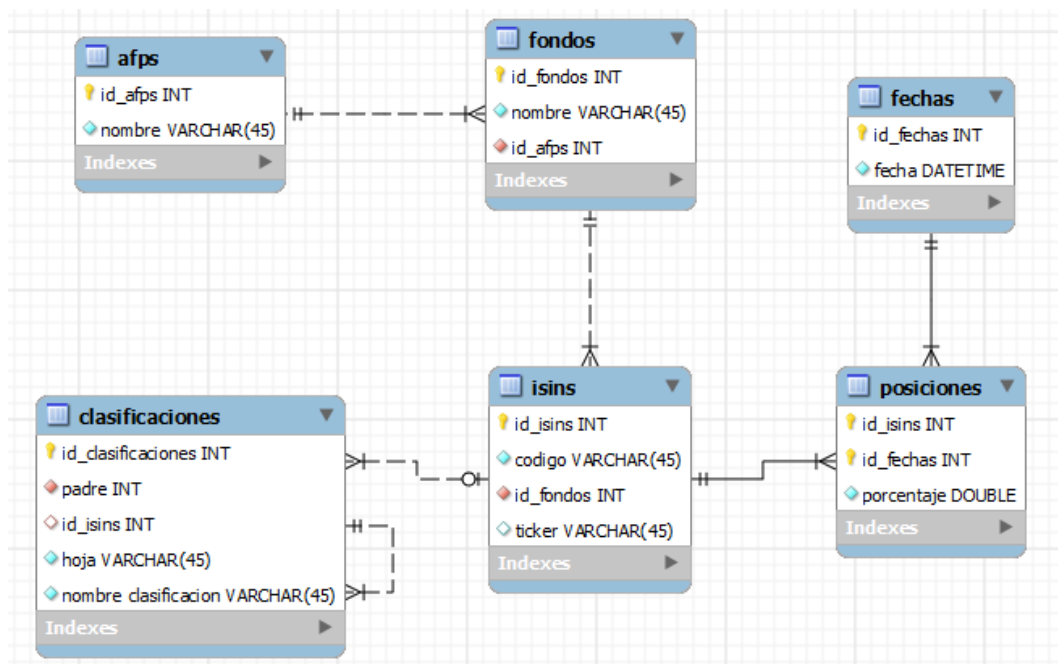 afps
id_afps INT
nombre VARCHAR(45)
Indexes
fondos
id_fondos INT
nombre VARCHAR(45)
id_afps INT
Indexes
fechas
id_fechas INT
fecha DATETIME
Indexes
clasificaciones
id_clasificaciones INT
padre INT
id_isins INT
hoja VARCHAR(45)
nombre clasificacion VARCHAR(45)
Indexes
isins
id_isins INT
codigo VARCHAR(45)
id_fondos INT
ticker VARCHAR(45)
Indexes
posiciones
id_isins INT
id_fechas INT
porcentaje DOUBLE
Indexes